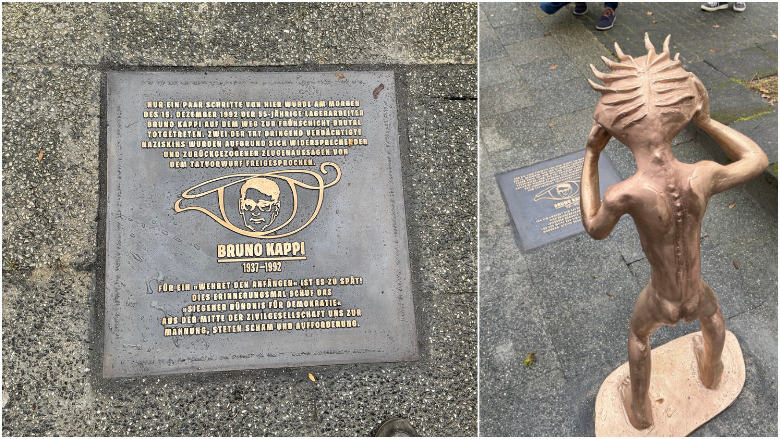 NUR EIN PAAR SCHRITTE VON HIER WURDE AM MORGEN
DES 15. DEZEMBER 1992 DER 55-JÄHRIGE LAGERARBEITER
BRUNO KAPPI AUF DEM WEG ZUR FRÜHSCHICHT BRUTAL
TOTGETRETEN. ZWEI DER TAT DRINGEND VERDÄCHTIGTE
NAZISKINS WURDEN AUFGRUND SICH WIDERSPRECHENDER
UND ZURÜCKGEZOGENER ZEUGENAUSSAGEN VON
DEM TATVORWURF FREIGESPROCHEN.
BRUNO KAPPI
1937–1992
FÜR EIN »WEHRET DEN ANFÄNGEN« IST ES ZU SPÄT!
DIES ERINNERUNGSMAL SCHUF DAS
»SIEGENER BÜNDNIS FÜR DEMOKRATIE«
AUS DER MITTE DER ZIVILGESELLSCHAFT UNS ZUR
MAHNUNG, STETEN SCHAM UND AUFFORDERUNG.